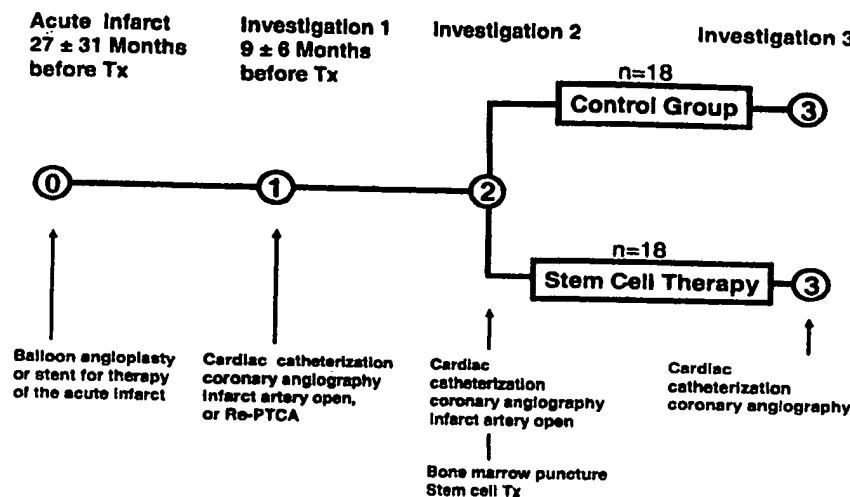 Acute Infarct
27 ± 31 Months
before Tx
Investigation 1
9 ± 6 Months
before Tx
Investigation 2
Investigation 3
n=18
Control Group
3
0
1
2
n=18
Stem Cell Therapy
3
Balloon angioplasty
or stent for therapy
of the acute infarct
Cardiac catheterization
coronary angiography
infarct artery open,
or Re-PTCA
Cardiac
catheterization
coronary angiography
infarct artery open
Bone marrow puncture
Stem cell Tx
Cardiac
catheterization
coronary angiography